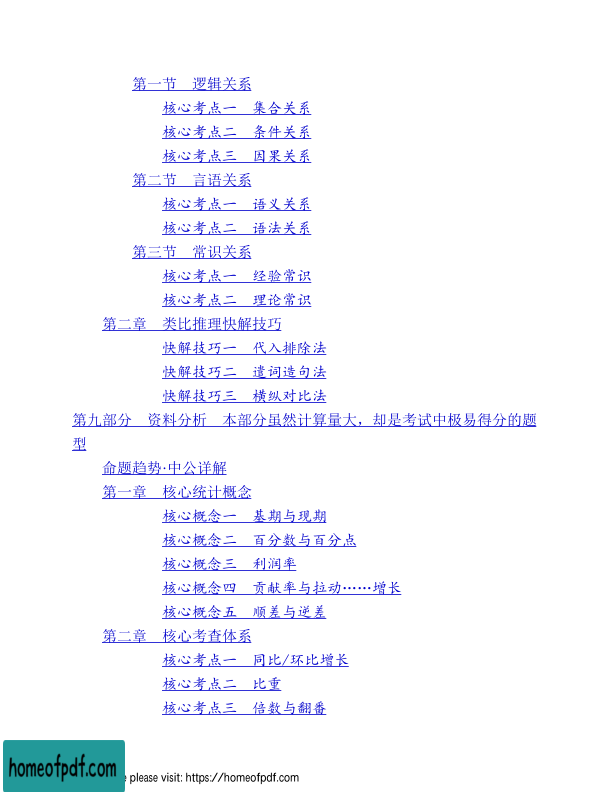 第一节　逻辑关系
核心考点一　集合关系
核心考点二　条件关系
核心考点三　因果关系
第二节　言语关系
核心考点一　语义关系
核心考点二　语法关系
第三节　常识关系
核心考点一　经验常识
核心考点二　理论常识
第二章　类比推理快解技巧
快解技巧一　代入排除法
快解技巧二　遣词造句法
快解技巧三　横纵对比法
第九部分　资料分析　本部分虽然计算量大，却是考试中极易得分的题
型
命题趋势·中公详解
第一章　核心统计概念
核心概念一　基期与现期
核心概念二　百分数与百分点
核心概念三　利润率
核心概念四　贡献率与拉动……增长
核心概念五　顺差与逆差
第二章　核心考查体系
核心考点一　同比/环比增长
核心考点二　比重
核心考点三　倍数与翻番
homeofpdf.com
e please visit: https://homeofpdf.com